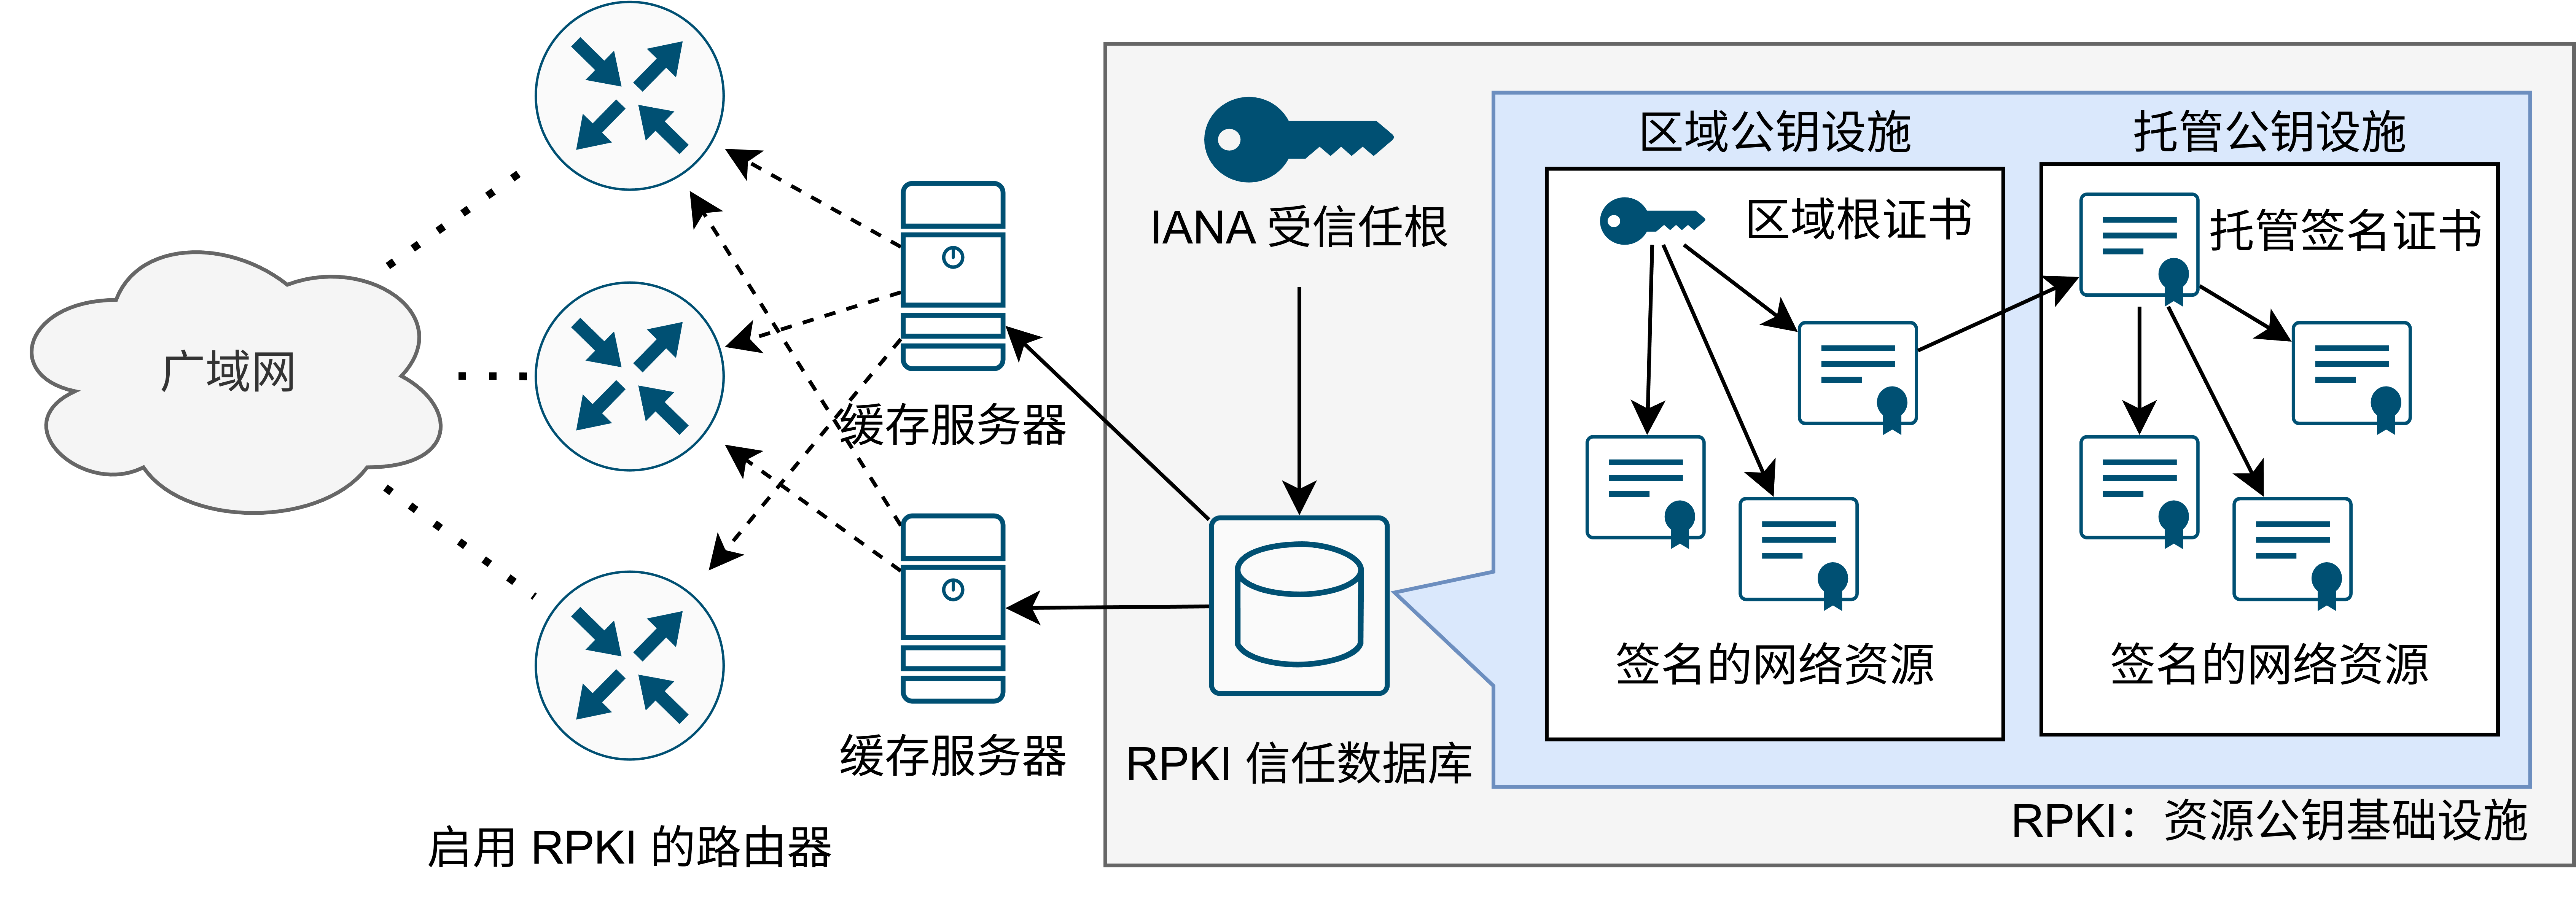 广域网
启用 RPKI 的路由器
缓存服务器
缓存服务器
IANA 受信任根
RPKI 信任数据库
区域公钥设施
区域根证书
签名的网络资源
托管公钥设施
托管签名证书
签名的网络资源
RPKI：资源公钥基础设施